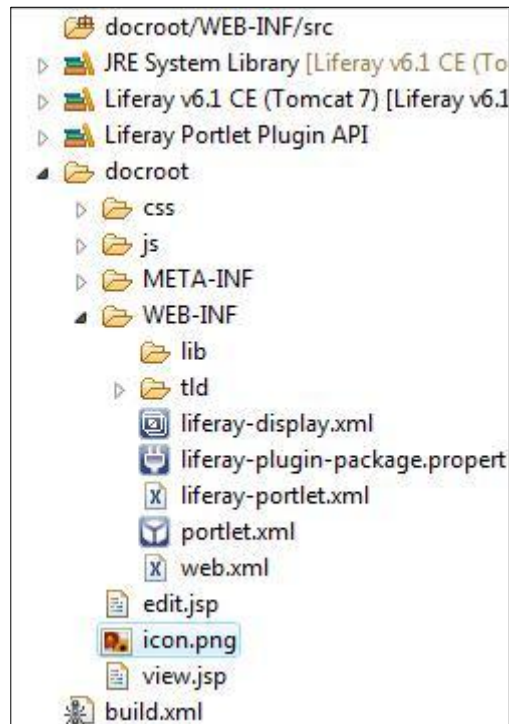 docroot/WEB-INF/src
JRE System Library [Liferay v6.1 CE (To
Liferay v6.1 CE (Tomcat 7) [Liferay v6.1
Liferay Portlet Plugin API
docroot
css
js
META-INF
WEB-INF
lib
tld
liferay-display.xml
liferay-plugin-package.propert
liferay-portlet.xml
portlet.xml
web.xml
edit.jsp
icon.png
view.jsp
build.xml